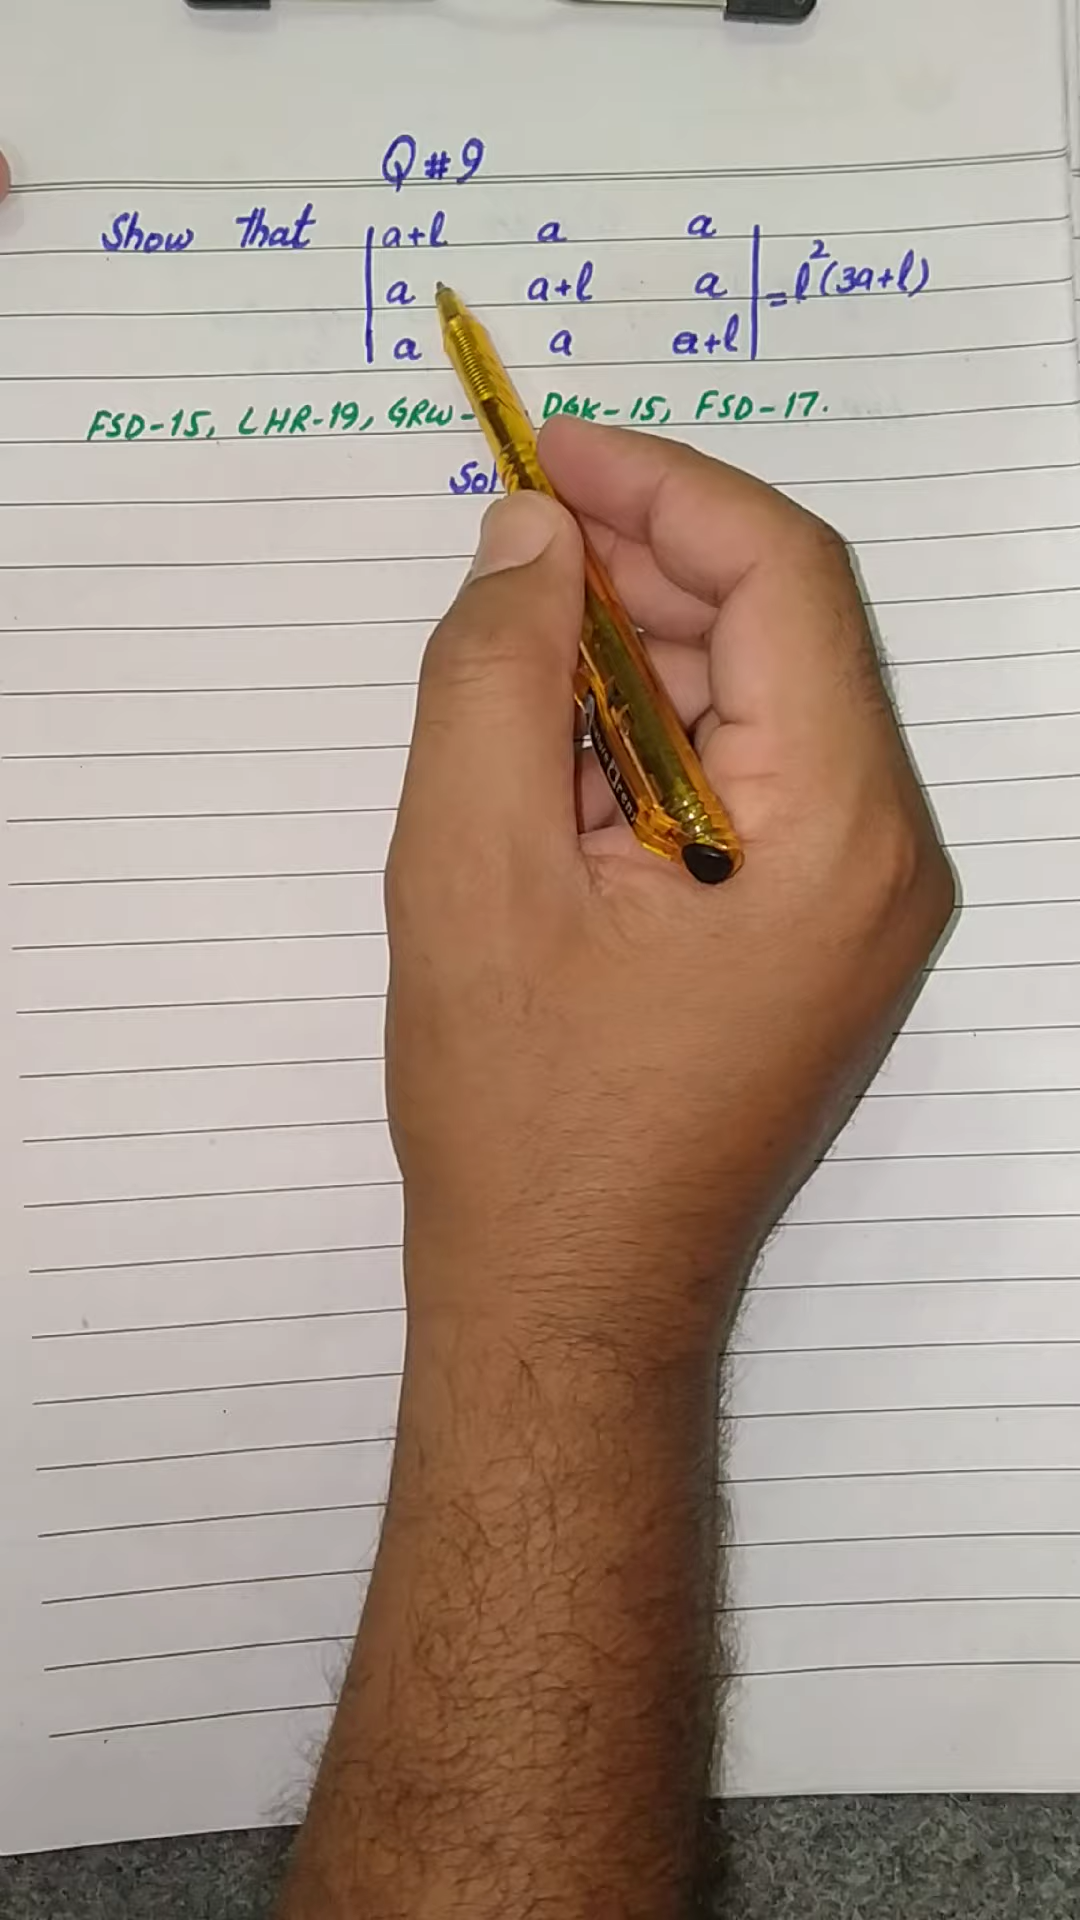 Q#9
Show that |a+l a a|
|a a+l a| = l²(3a+l)
|a a a+l|
FSD-15, LHR-19, GRW- DGK-15, FSD-17.
Sol